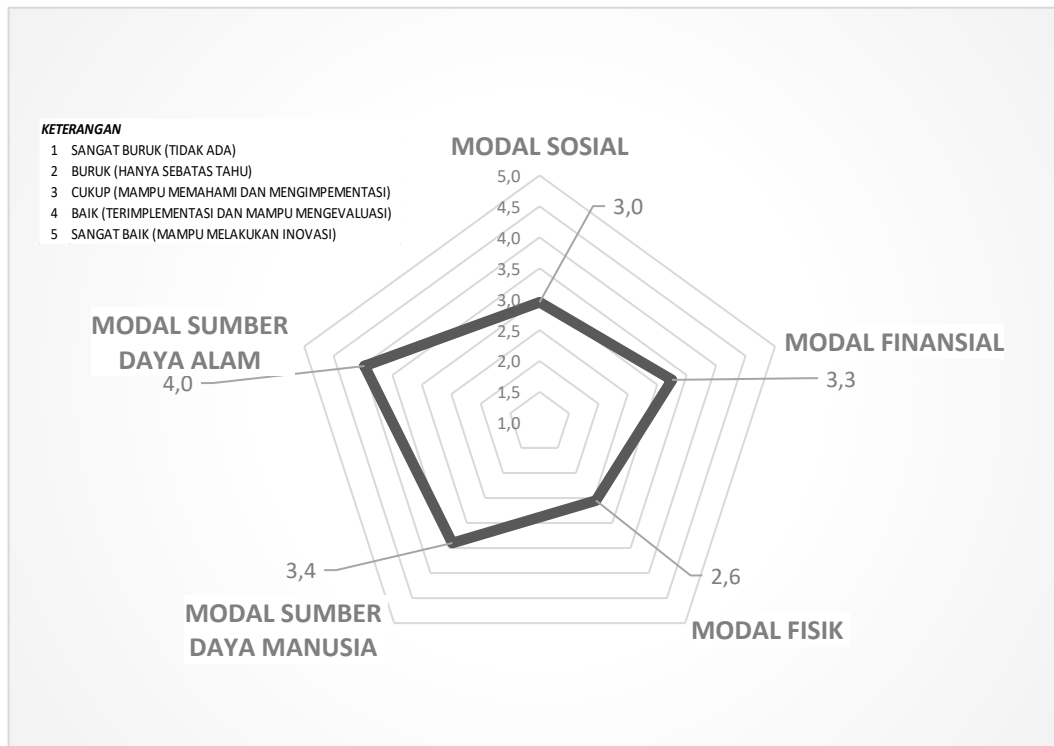 KETERANGAN
1 SANGAT BURUK (TIDAK ADA)
2 BURUK (HANYA SEBATAS TAHU)
3 CUKUP (MAMPU MEMAHAMI DAN MENGIMPEMENTASI)
4 BAIK (TERIMPLEMENTASI DAN MAMPU MENGEVALUASI)
5 SANGAT BAIK (MAMPU MELAKUKAN INOVASI)
MODAL SOSIAL
5,0
4,5
4,0
3,5
3,0
2,5
2,0
1,5
1,0
3,0
MODAL FINANSIAL
3,3
2,6
MODAL FISIK
3,4
MODAL SUMBER
DAYA MANUSIA
MODAL SUMBER
DAYA ALAM
4,0